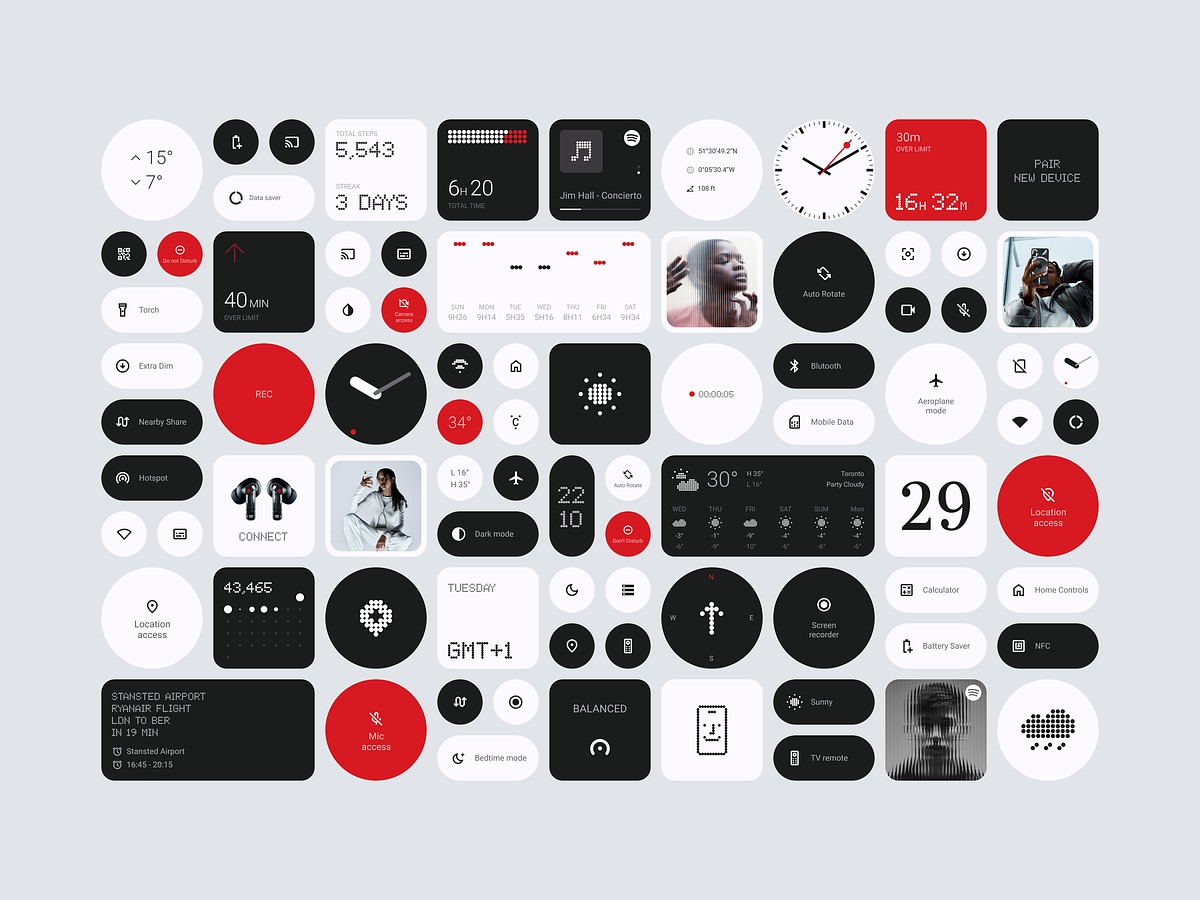 15°
7°
Data saver
TOTAL STEPS
5,543
STREAK
3 DAYS
6H 20
TOTAL TIME
Jim Hall - Concierto
51°30'49.2"N
0°05'30.4"W
108 ft
30m
OVER LIMIT
16H 32M
PAIR
NEW DEVICE
Do not Disturb
Torch
40 MIN
OVER LIMIT
Camera
access
SUN MON TUE WED THU FRI SAT
9H26 9H14 5H35 5H16 8H11 6H34 9H34
Auto Rotate
Extra Dim
Nearby Share
REC
34°
°C
00:00:05
Blutooth
Mobile Data
Aeroplane
mode
Hotspot
CONNECT
L 16°
H 35°
Dark mode
22
10
Auto Rotate
Don't Disturb
30°
H 35°
L 16°
Toronto
Party Cloudy
WED THU FRI SAT SUM Mon
-3° -1° -9° -4° -4° -4°
-6° -9° -10° -6° -6° -6°
29
Location
access
Location
access
43,465
TUESDAY
GMT+1
N
W E
S
Screen
recorder
Calculator
Battery Saver
Home Controls
NFC
STANSTED AIRPORT
RYANAIR FLIGHT
LDN TO BER
IN 19 MIN
Stansted Airport
16:45 - 20:15
Mic
access
Bedtime mode
BALANCED
Sunny
TV remote